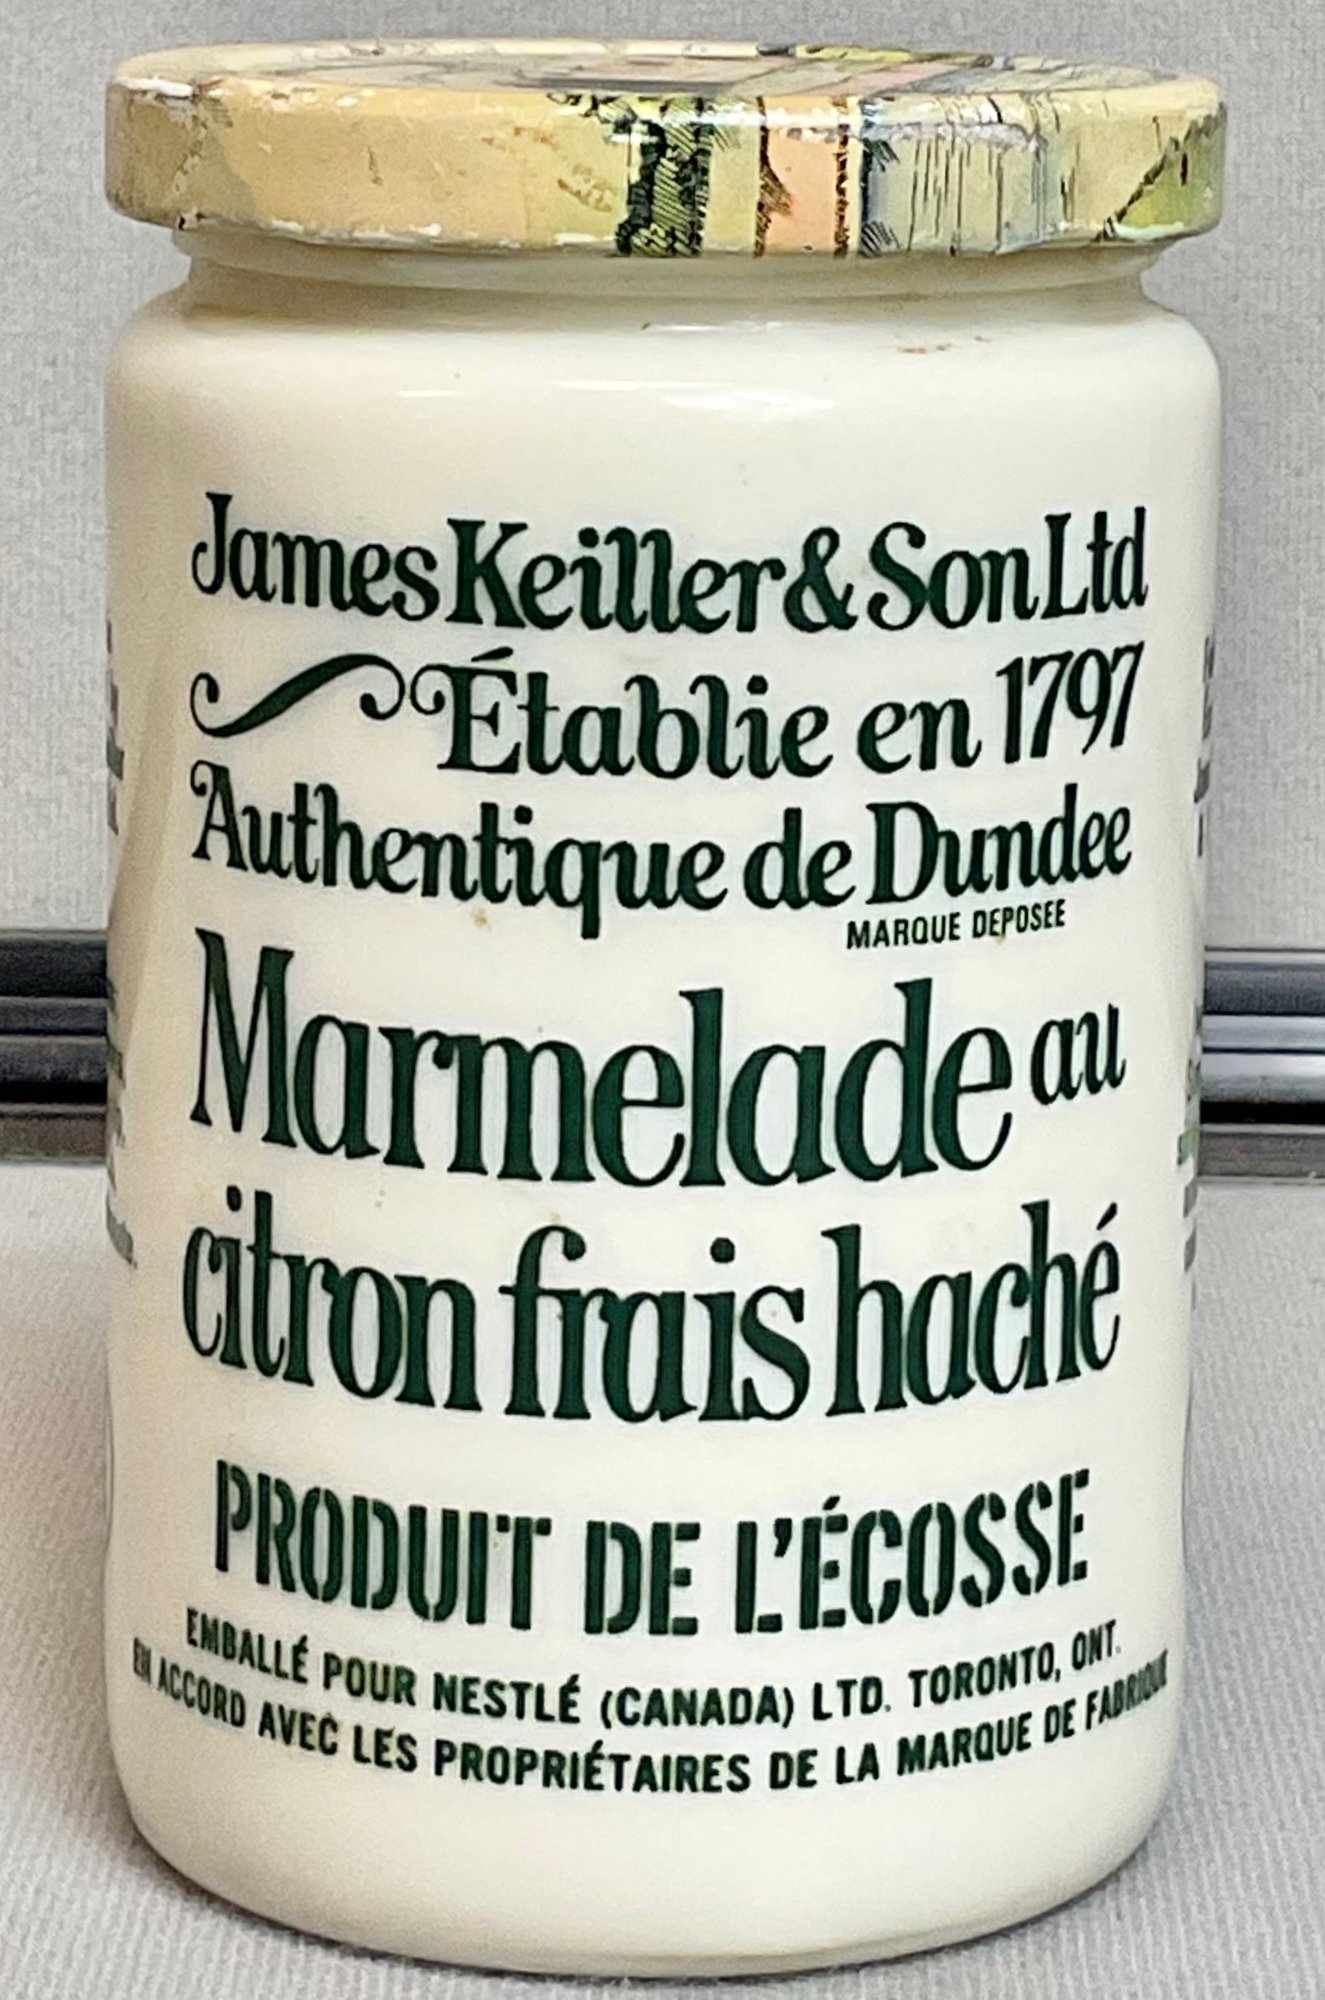 James Keiller & Son Ltd
Établie en 1797
Authentique de Dundee
MARQUE DEPOSEE
Marmelade au
citron frais haché
PRODUIT DE L'ÉCOSSE
EMBALLÉ POUR NESTLÉ (CANADA) LTD. TORONTO, ONT.
EN ACCORD AVEC LES PROPRIÉTAIRES DE LA MARQUE DE FABRIQUE